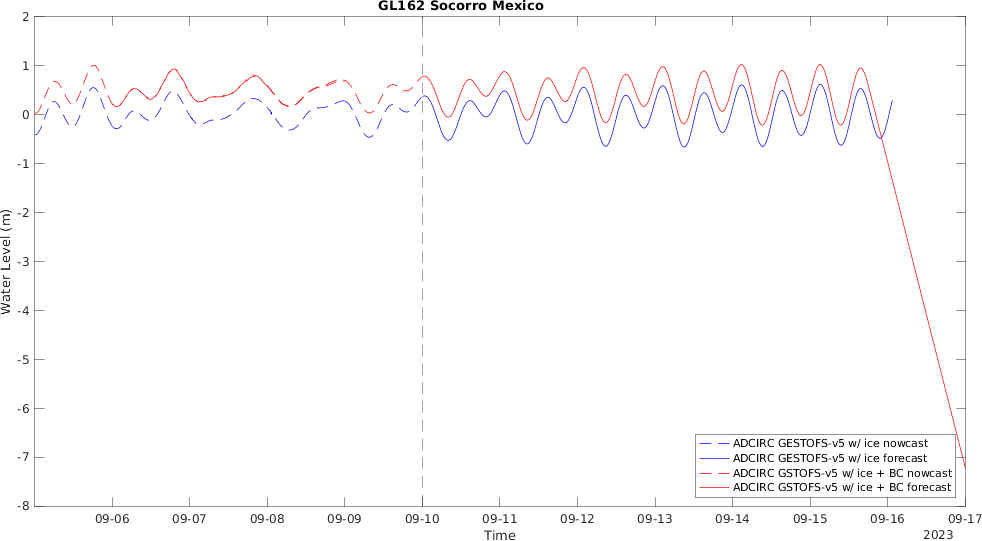 GL162 Socorro Mexico
2
1
0
-1
-2
-3
-4
-5
-6
-7
-8
Water Level (m)
ADCIRC GESTOFS-v5 w/ ice nowcast
ADCIRC GESTOFS-v5 w/ ice forecast
ADCIRC GSTOFS-v5 w/ ice + BC nowcast
ADCIRC GSTOFS-v5 w/ ice + BC forecast
09-06 09-07 09-08 09-09 09-10 09-11 09-12 09-13 09-14 09-15 09-16 09-17
Time
2023